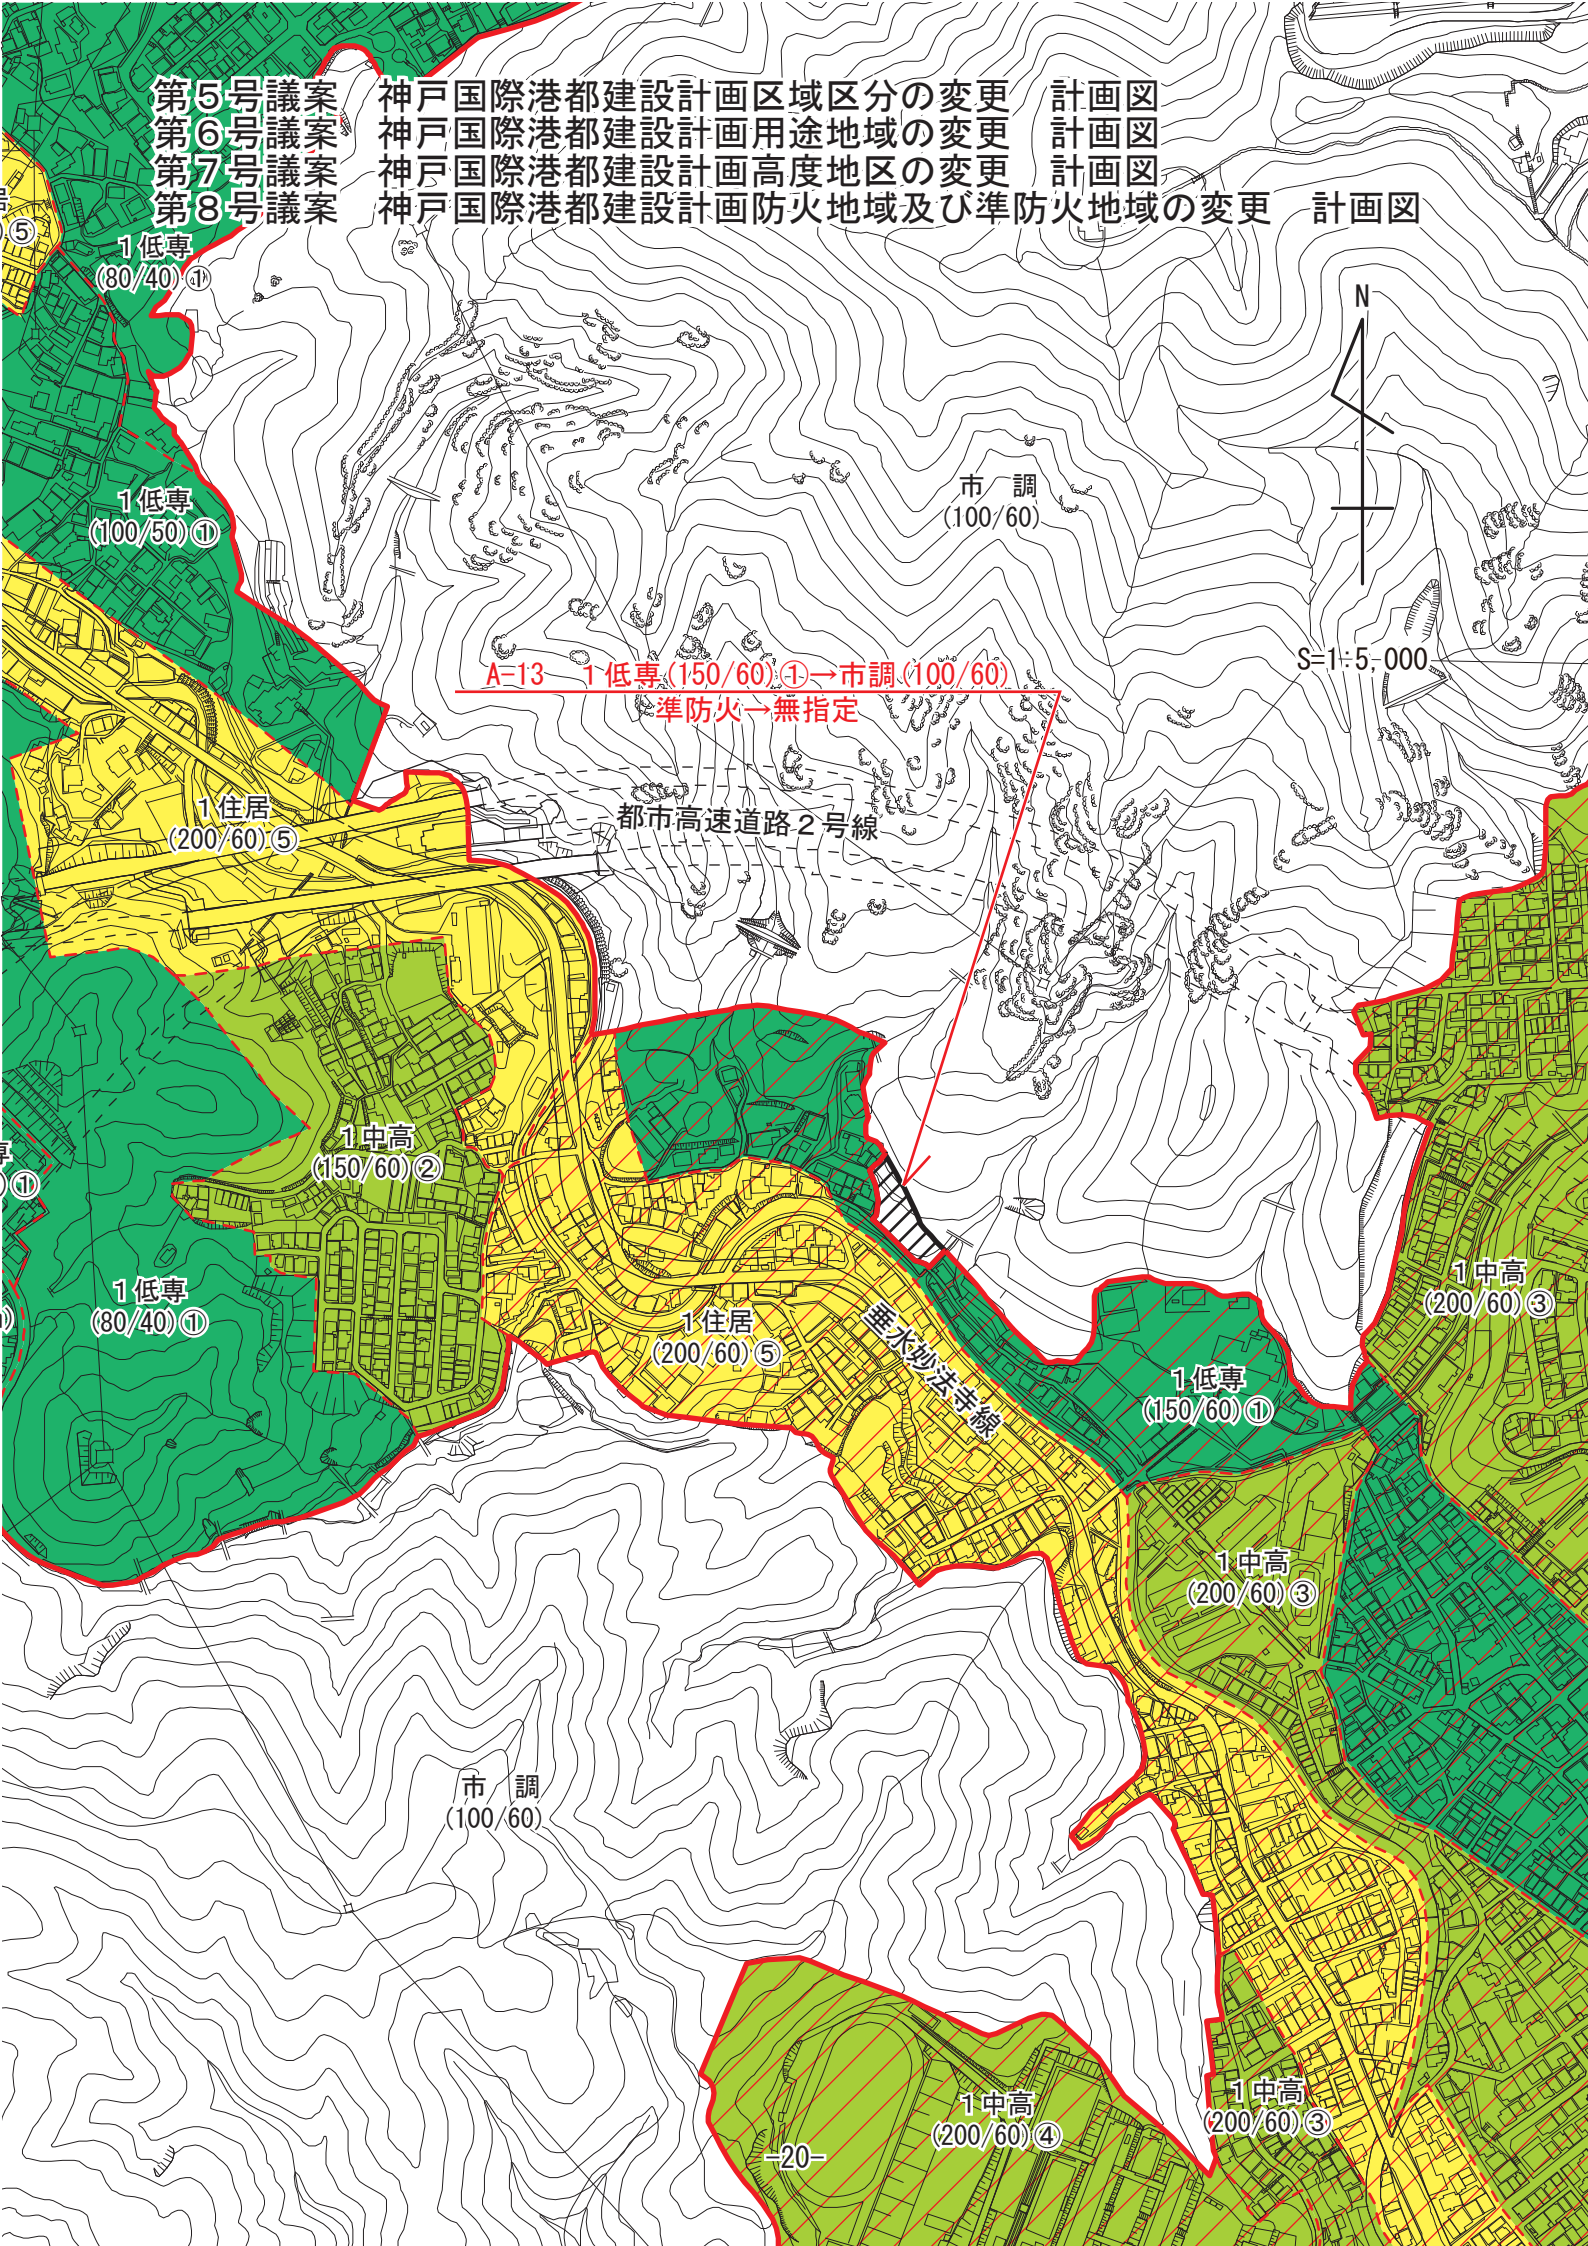 第５号議案　神戸国際港都建設計画区域区分の変更　計画図
第６号議案　神戸国際港都建設計画用途地域の変更　計画図
第７号議案　神戸国際港都建設計画高度地区の変更　計画図
第８号議案　神戸国際港都建設計画防火地域及び準防火地域の変更　計画図
⑤
1低専
(80/40)①
N
市　調
(100/60)
1低専
(100/50)①
S=1:5,000
A-13　1低専(150/60)①→市調(100/60)
準防火→無指定
1住居
(200/60)⑤
都市高速道路２号線
1中高
(150/60)②
専
)①
1低専
(80/40)①
1中高
(200/60)③
1住居
(200/60)⑤
垂水妙法寺線
1低専
(150/60)①
1中高
(200/60)③
市　調
(100/60)
1中高
(200/60)④
1中高
(200/60)③
-20-